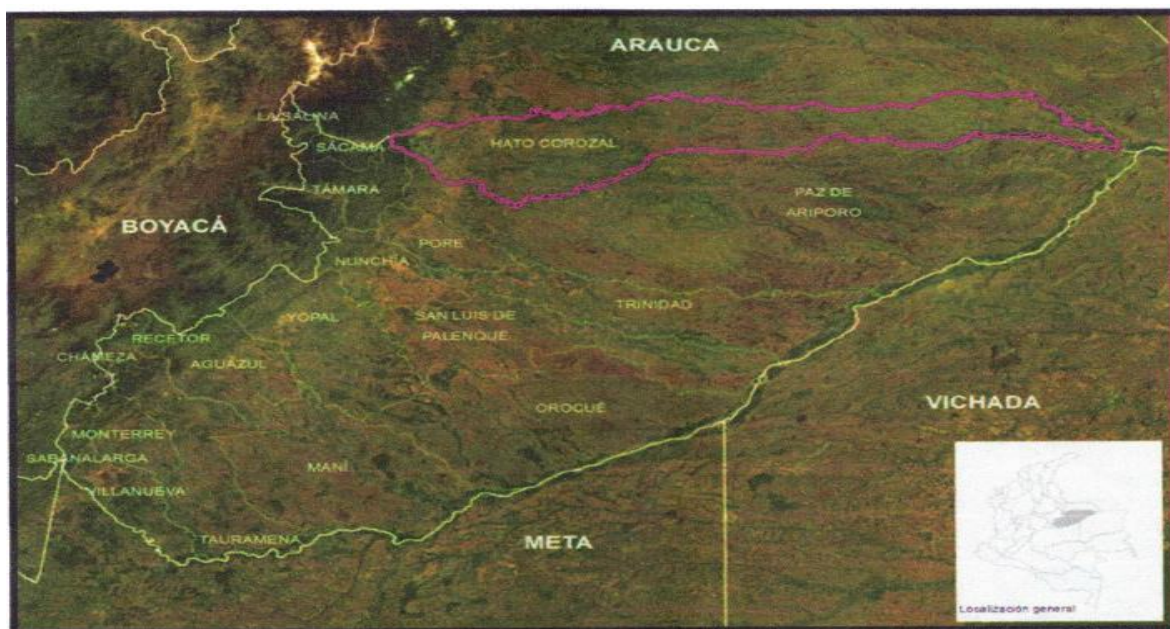 ARAUCA
LA SALINA
SÁCAMA
HATO COROZAL
TÁMARA
PAZ DE
ARIPORO
BOYACÁ
PORE
NUNCHÍA
TRINIDAD
SAN LUIS DE
PALENQUE
YOPAL
RECETOR
CHÁMEZA
AGUAZUL
VICHADA
OROCUÉ
MONTERREY
SABANALARGA
MANÍ
VILLANUEVA
TAURAMENA
META
Localización general